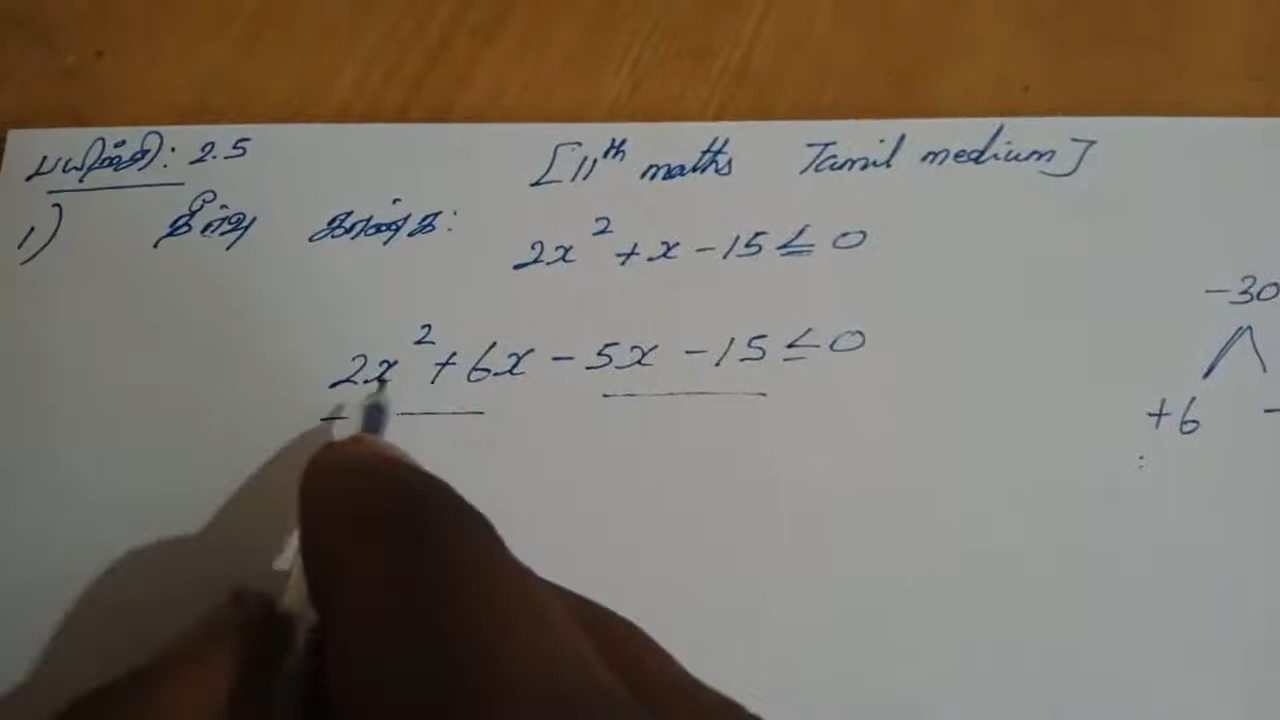 பயிற்சி: 2.5
[11th maths Tamil medium]
1) தீர்வு காண்க:
2x² + x - 15 ≤ 0
-30
2x² + 6x - 5x - 15 ≤ 0
+6 -